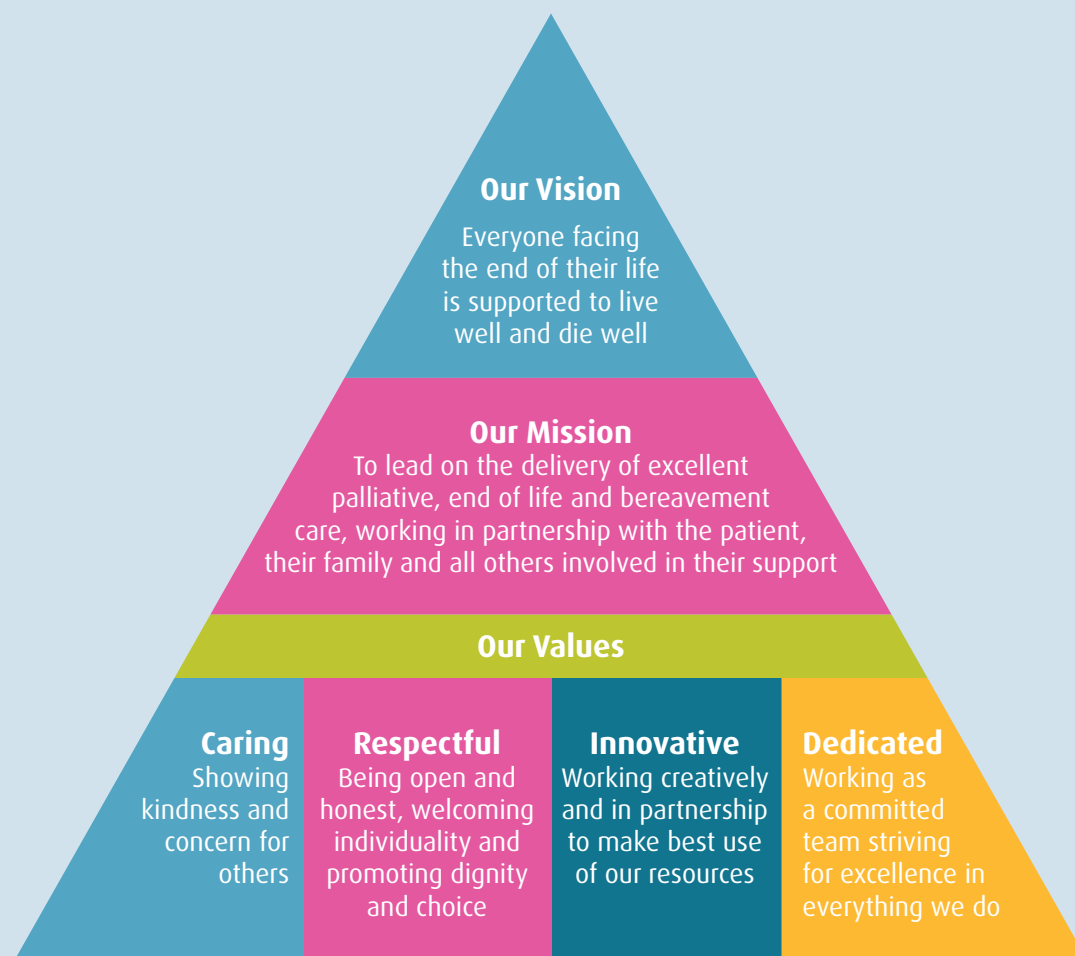 Our Vision
Everyone facing
the end of their life
is supported to live
well and die well
Our Mission
To lead on the delivery of excellent
palliative, end of life and bereavement
care, working in partnership with the patient,
their family and all others involved in their support
Our Values
Caring
Showing
kindness and
concern for
others
Respectful
Being open and
honest, welcoming
individuality and
promoting dignity
and choice
Innovative
Working creatively
and in partnership
to make best use
of our resources
Dedicated
Working as
a committed
team striving
for excellence in
everything we do